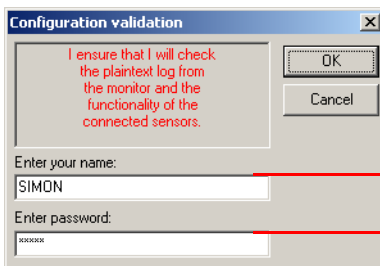 Configuration validation
I ensure that I will check
the plaintext log from
the monitor and the
functionality of the
connected sensors.
OK
Cancel
Enter your name:
SIMON
Enter password:
*****